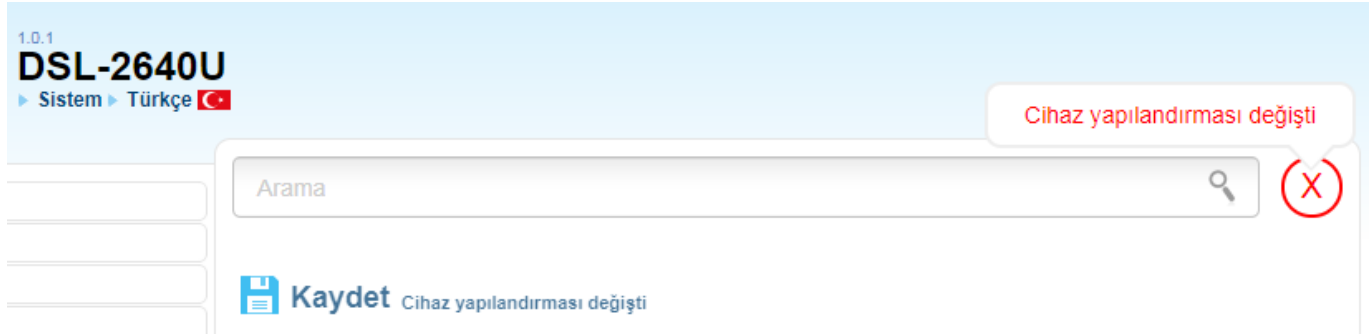 1.0.1
DSL-2640U
Sistem Türkçe
Cihaz yapılandırması değişti
Arama
X
Kaydet Cihaz yapılandırması değişti